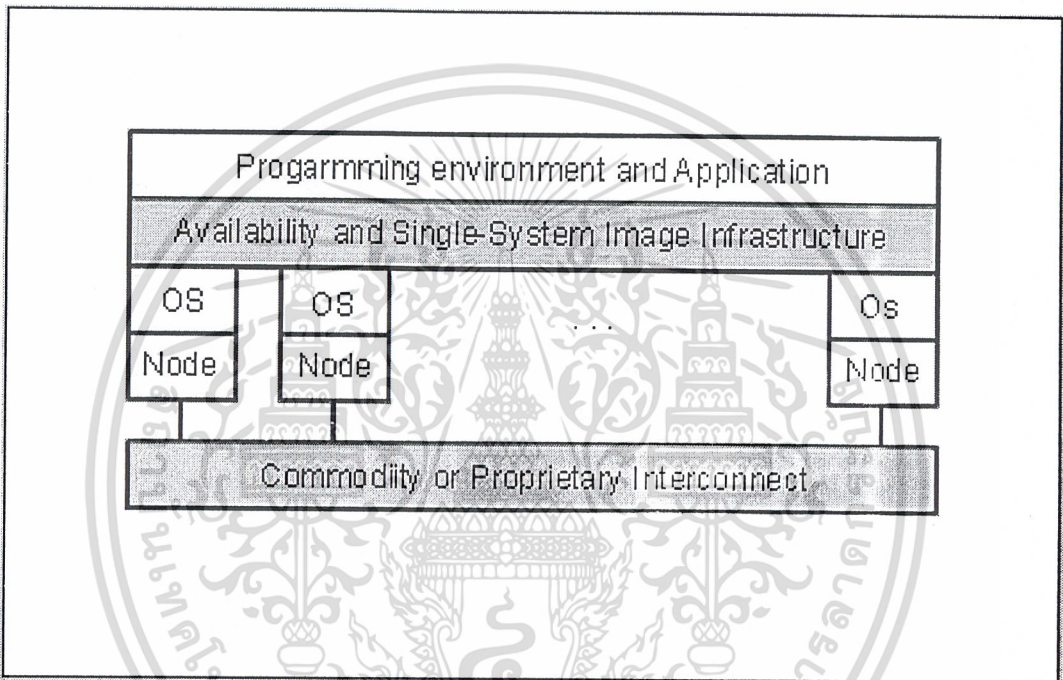 Progarmming environment and Application
Availability and Single-System Image Infrastructure
OS OS ... Os
Node Node Node
Commodiity or Proprietary Interconnect